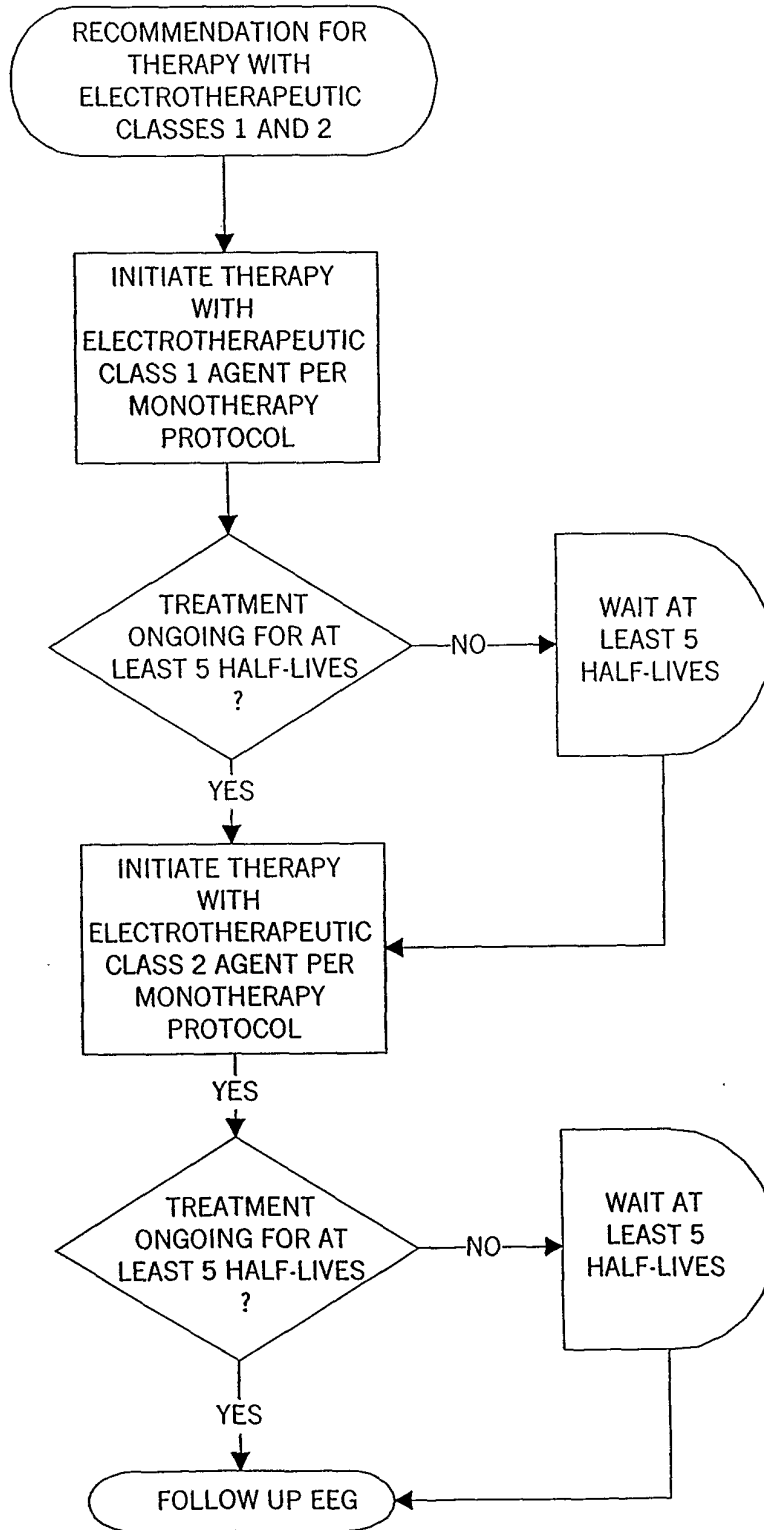 RECOMMENDATION FOR
THERAPY WITH
ELECTROTHERAPEUTIC
CLASSES 1 AND 2
INITIATE THERAPY
WITH
ELECTROTHERAPEUTIC
CLASS 1 AGENT PER
MONOTHERAPY
PROTOCOL
TREATMENT
ONGOING FOR AT
LEAST 5 HALF-LIVES
?
NO
WAIT AT
LEAST 5
HALF-LIVES
YES
INITIATE THERAPY
WITH
ELECTROTHERAPEUTIC
CLASS 2 AGENT PER
MONOTHERAPY
PROTOCOL
YES
TREATMENT
ONGOING FOR AT
LEAST 5 HALF-LIVES
?
NO
WAIT AT
LEAST 5
HALF-LIVES
YES
FOLLOW UP EEG